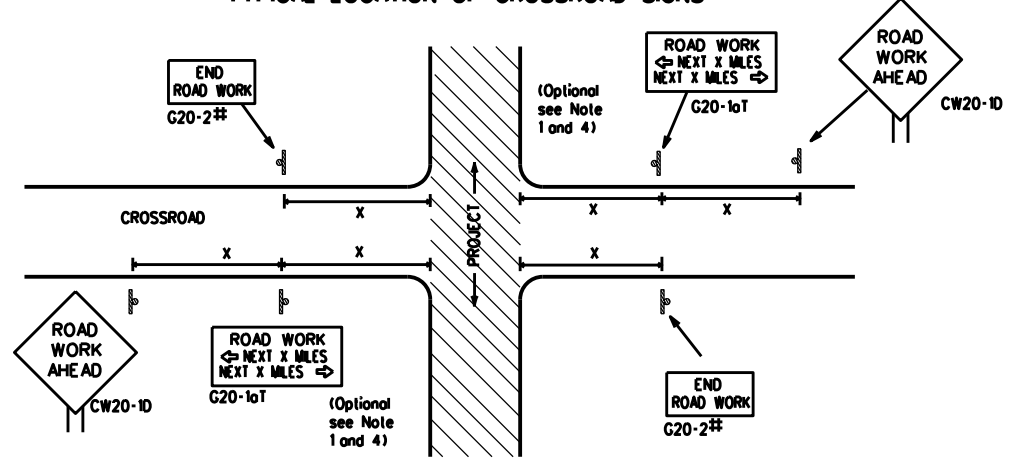 TYPICAL LOCATION OF CROSSROAD SIGNS
END
ROAD WORK
G20-2#
(Optional
see Note
1 and 4)
ROAD WORK
⇦ NEXT X MILES
NEXT X MILES ⇨
G20-1aT
ROAD
WORK
AHEAD
CW20-1D
X
X
X
CROSSROAD
PROJECT
X
X
X
ROAD
WORK
AHEAD
CW20-1D
ROAD WORK
⇦ NEXT X MILES
NEXT X MILES ⇨
G20-1aT
(Optional
see Note
1 and 4)
END
ROAD WORK
G20-2#